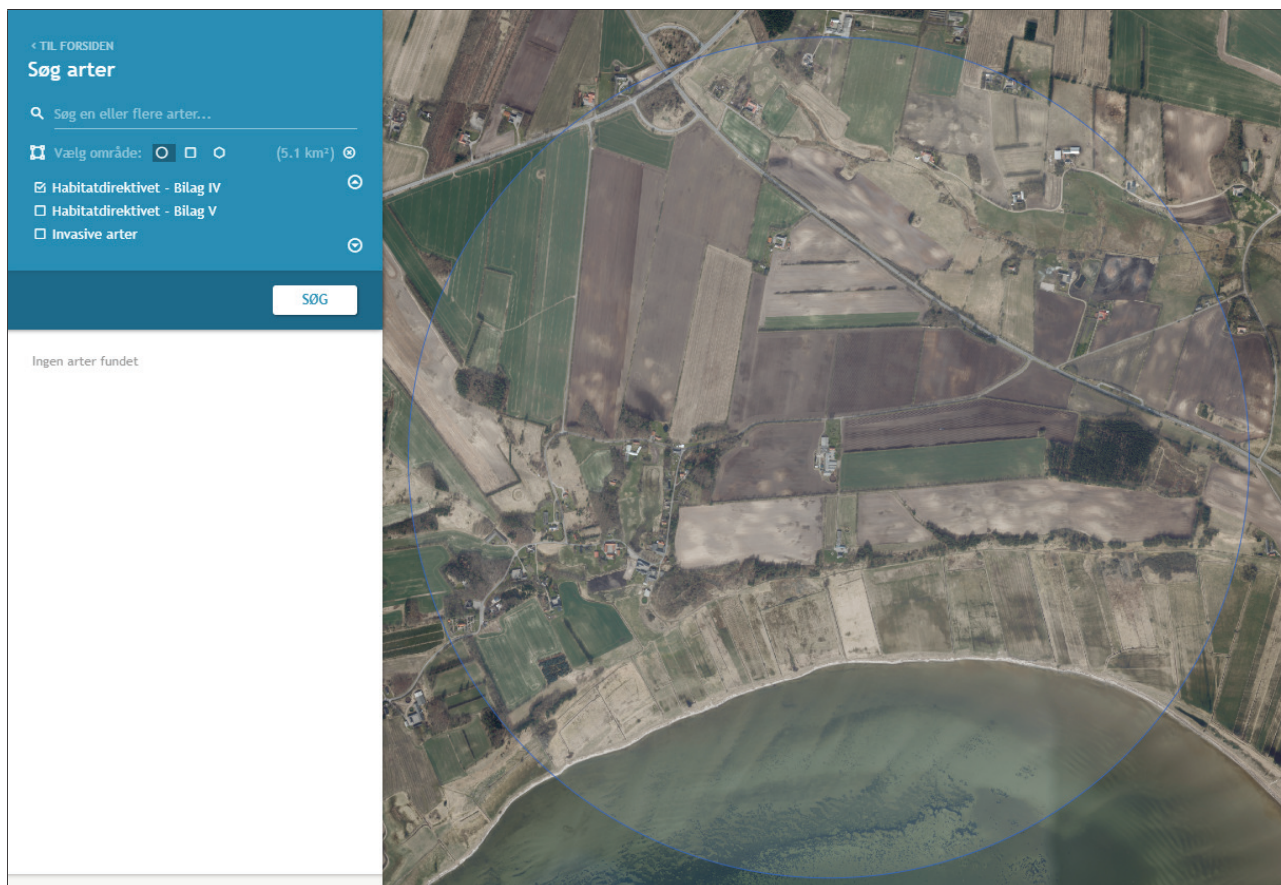 ‹ TIL FORSIDEN
Søg arter
Søg en eller flere arter...
Vælg område: (5.1 km²)
Habitatdirektivet - Bilag IV
Habitatdirektivet - Bilag V
Invasive arter
SØG
Ingen arter fundet